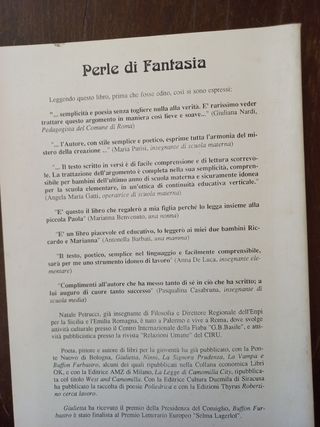 Perle di Fantasia
Leggendo questo libro, prima che fosse edito, così si sono espressi:
"... semplicità e poesia senza togliere nulla alla verità. E' rarissimo veder
trattare questo argomento in maniera così lieve e soave..." (Giuliana Nardi,
Pedagogista del Comune di Roma)
"... l'Autore, con stile semplice e poetico, esprime tutta l'armonia del mi-
stero della creazione ..." (Maria Parisi, insegnante di scuola materna)
"... Il testo scritto in versi è di facile comprensione e di lettura scorrevo-
le. La trattazione dell'argomento è completa nella sua semplicità, compren-
sibile per bambini dell'ultimo anno di scuola materna e sicuramente idonea
per la scuola elementare, in un'ottica di continuità educativa verticale."
(Angela Maria Gatti, operatrice di scuola materna)
"E' questo il libro che regalerò a mia figlia perché lo legga insieme alla
piccola Paola" (Marianna Benvenuto, una nonna)
"E' un libro piacevole ed educativo, lo leggerò ai miei due bambini Ric-
cardo e Marianna" (Antonella Barbati, una mamma)
"Il testo, poetico, semplice nel linguaggio e facilmente comprensibile,
sarà per me uno strumento idoneo di lavoro" (Anna De Luca, insegnante ele-
mentare)
"Complimenti all'autore che ha messo tanto di sé in ciò che ha scritto; a
lui auguro di cuore tanto successo" (Pasqualina Casabruna, insegnante di
scuola media)
Natale Petrucci, già insegnante di Filosofia e Direttore Regionale dell'Enpi
per la Sicilia e l'Emilia Romagna, è nato a Palermo e vive a Roma, dove svolge
attività culturale presso il Centro Internazionale della Fiaba "G.B.Basile", e atti-
vità pubblicistica presso la rivista "Relazioni Umane" del CIRU.
Poeta, pittore e autore di libri per la gioventù ha già pubblicato, con la Pon-
te Nuovo di Bologna, Giulietta, Ninio, La Signora Prudenza, La Vampa e
Buffon Furbastro, alcuni dei quali ripubblicati nella Collana economica Libri
OK, e con la Editrice AMZ di Milano, La Legge di Camomilla City, ripubblica-
ta col titolo West and Camomilla. Con la Editrice Cultura Duemila di Siracusa
ha pubblicato la raccolta di poesie Poliedrica e con la Edizioni Thyrus Roberti-
no cerca lavoro.
Giulietta ha ricevuto il premio della Presidenza del Consiglio, Buffon Fur-
bastro è stato finalista al Premio Letterario Europeo "Selma Lagerlof".